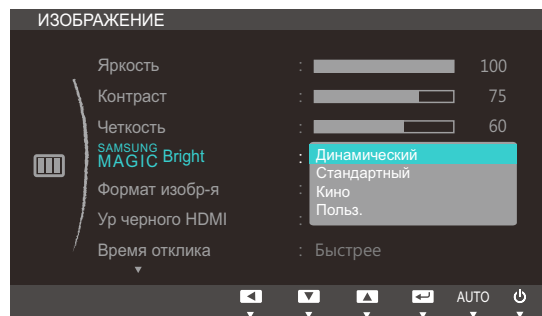 ИЗОБРАЖЕНИЕ
Яркость : 100
Контраст : 75
Четкость : 60
SAMSUNG MAGIC Bright : Динамический
Стандартный
Формат изобр-я : Кино
Польз.
Ур черного HDMI :
Время отклика : Быстрее
AUTO